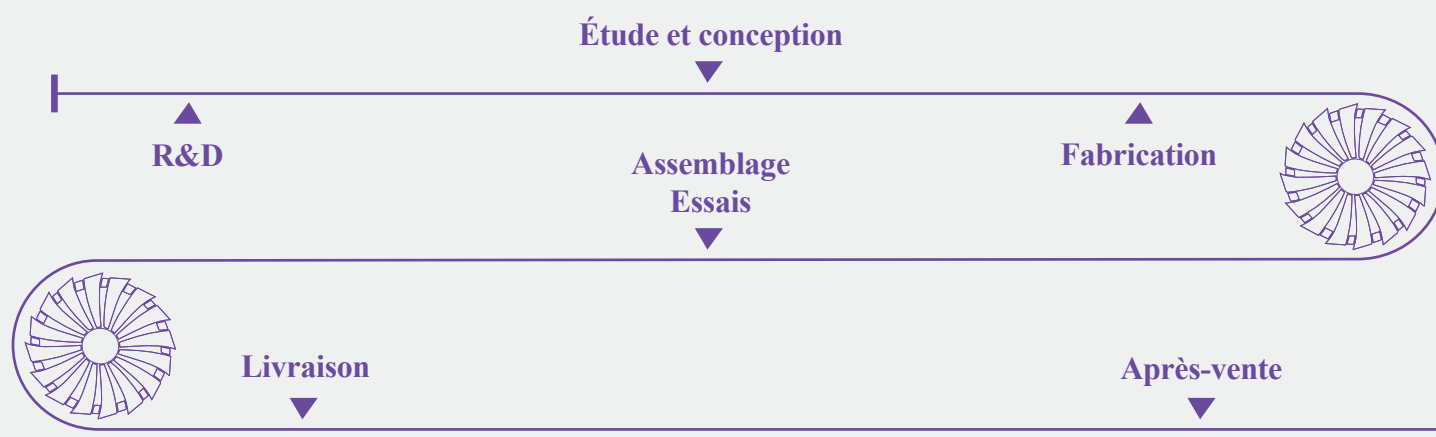 Étude et conception
R&D
Fabrication
Assemblage
Essais
Livraison
Après-vente